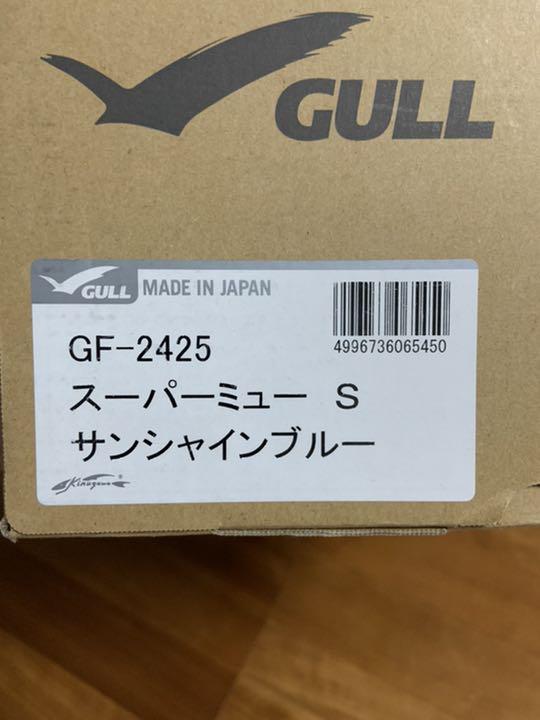 GULL
GULL MADE IN JAPAN
4996736065450
GF-2425
スーパーミュー S
サンシャインブルー
Kinugawa®